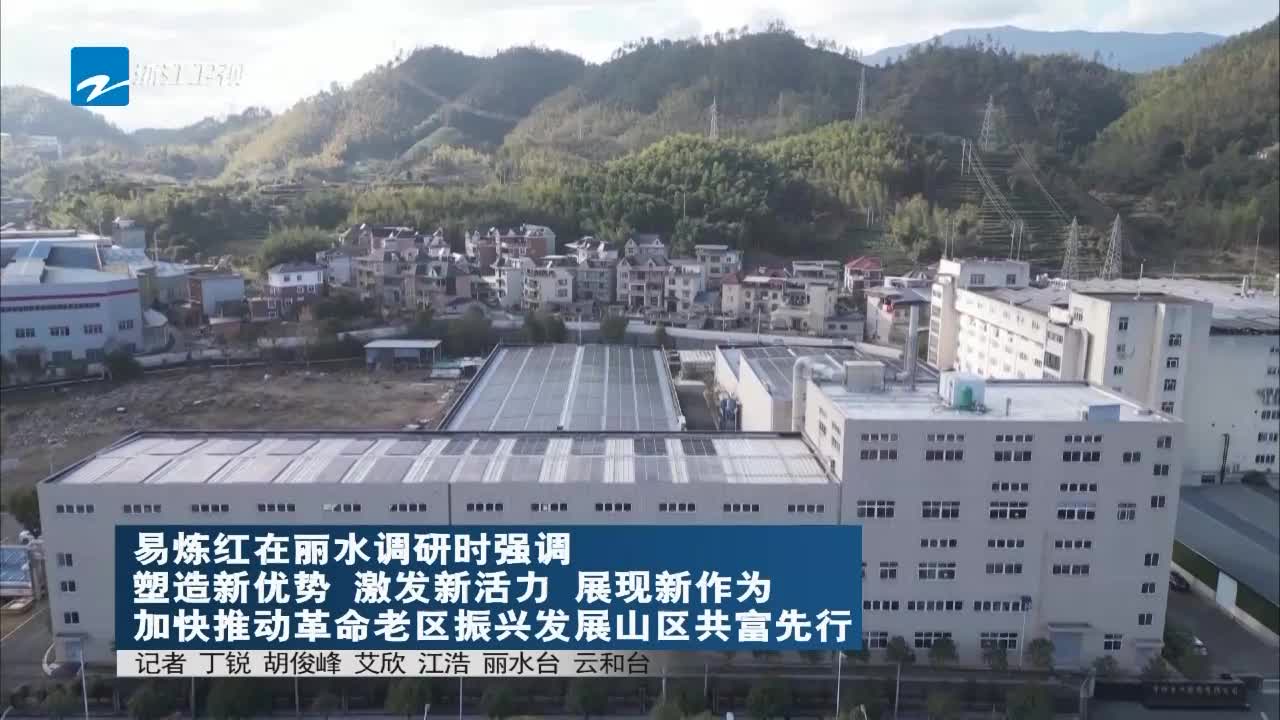 浙江卫视
易炼红在丽水调研时强调
塑造新优势 激发新活力 展现新作为
加快推动革命老区振兴发展山区共富先行
记者 丁锐 胡俊峰 艾欣 江浩 丽水台 云和台